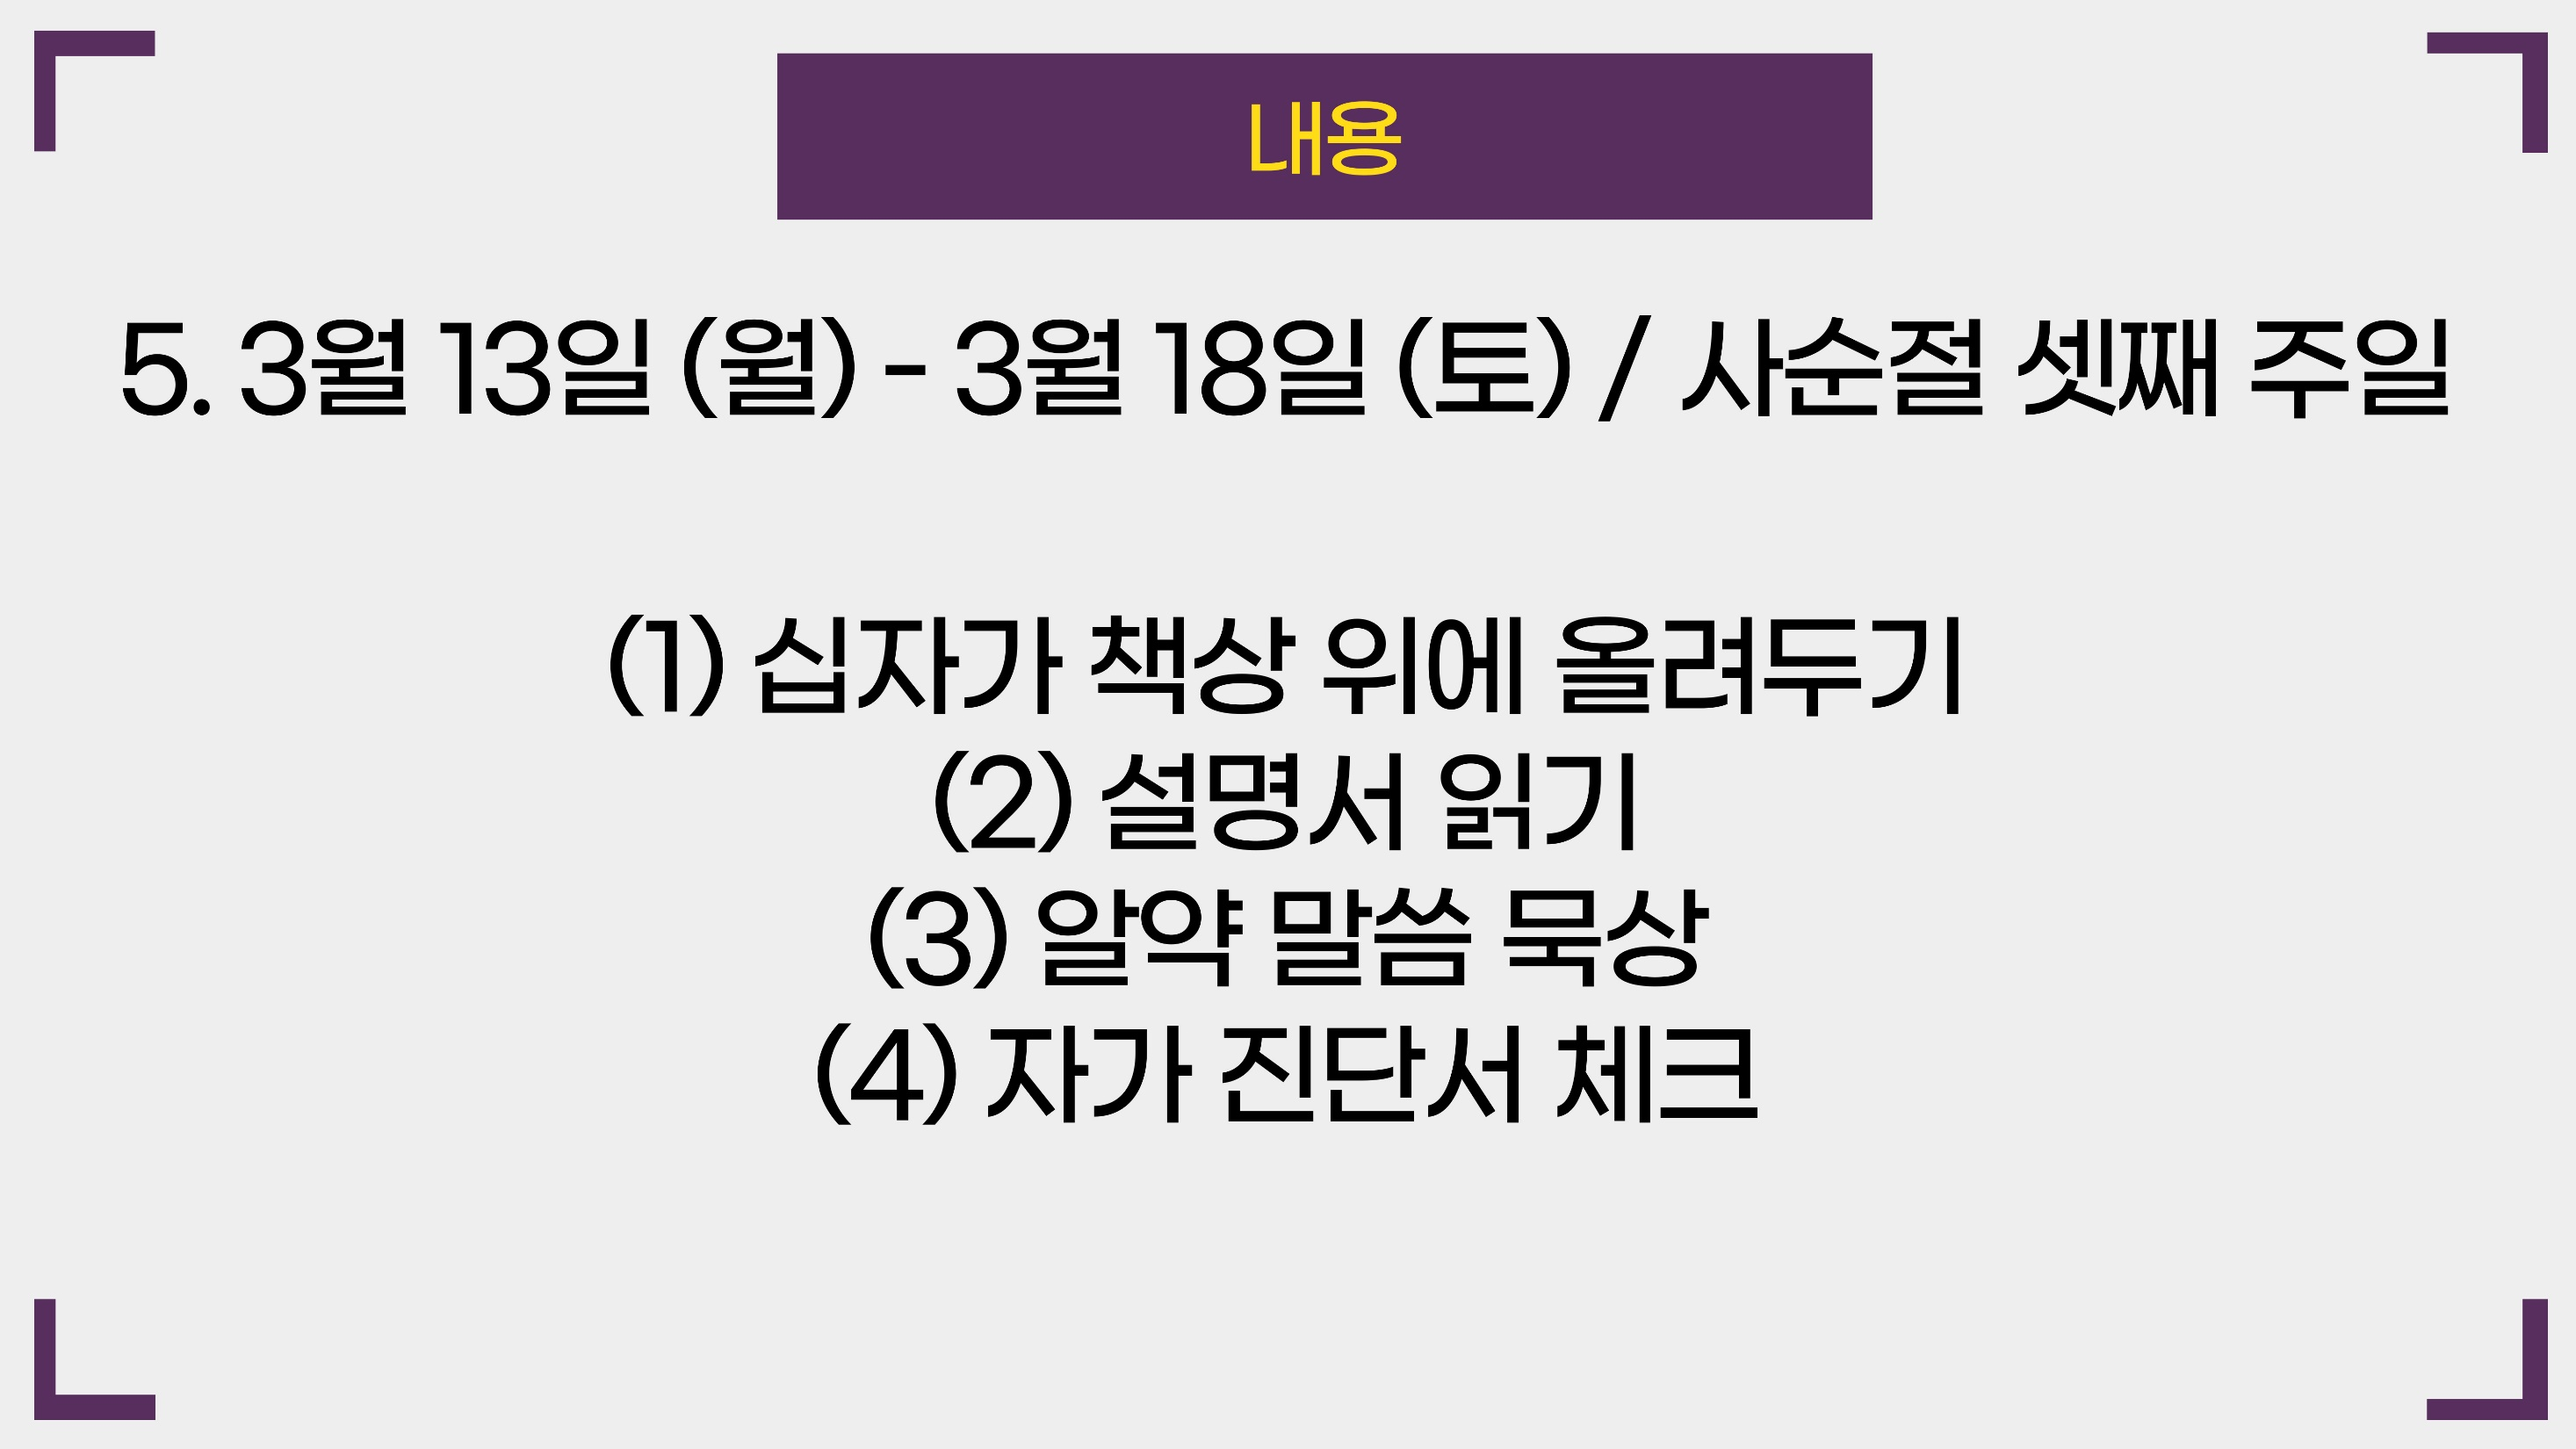 내용
5. 3월 13일 (월) - 3월 18일 (토) / 사순절 셋째 주일
(1) 십자가 책상 위에 올려두기
(2) 설명서 읽기
(3) 알약 말씀 묵상
(4) 자가 진단서 체크